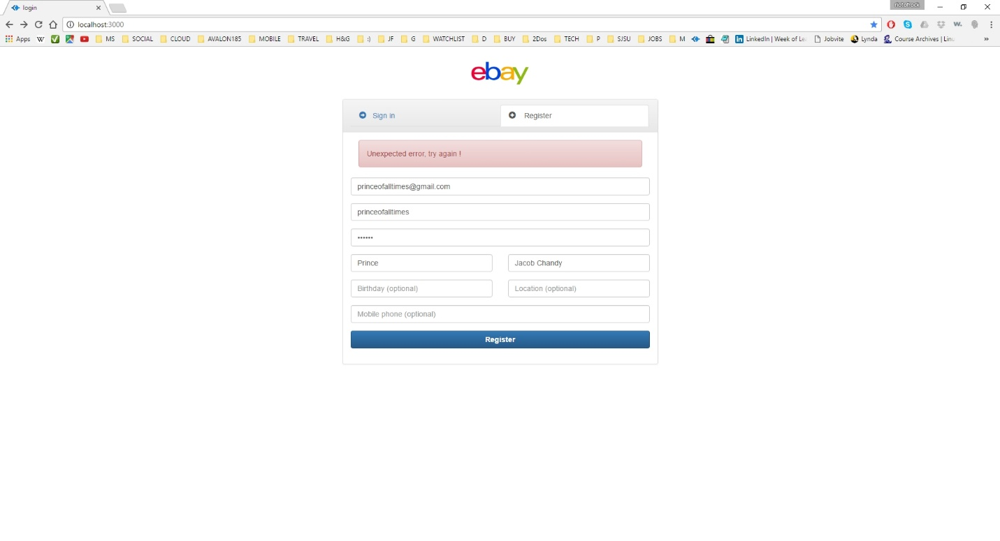 login
riotofrock
localhost:3000
Apps W MS SOCIAL CLOUD AVALON185 MOBILE TRAVEL H&G :) JF G WATCHLIST D BUY 2Dos TECH P SJSU JOBS M LinkedIn | Week of Le Jobvite Lynda Course Archives | Linu »
ebay
Sign in Register
Unexpected error, try again !
princeofalltimes@gmail.com
princeofalltimes
••••••
Prince Jacob Chandy
Birthday (optional) Location (optional)
Mobile phone (optional)
Register